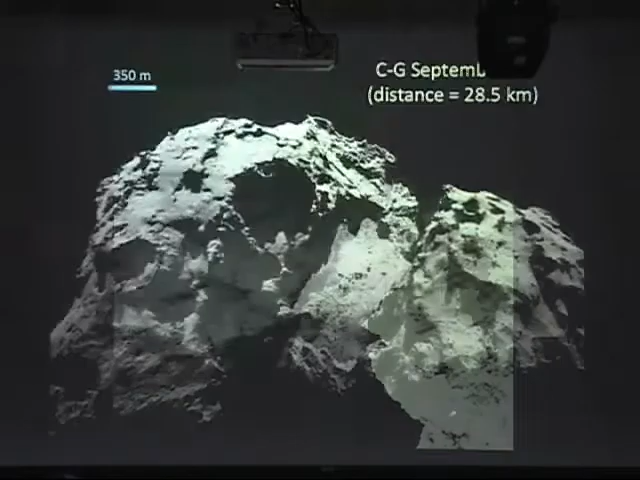 350 m
C-G Septemb
(distance = 28.5 km)